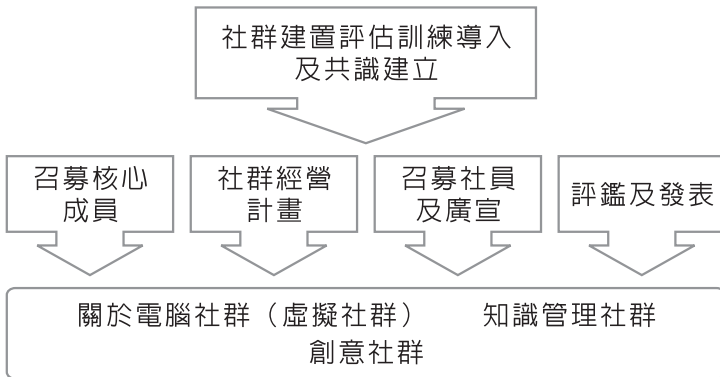 社群建置評估訓練導入
及共識建立
召募核心
成員
社群經營
計畫
召募社員
及廣宣
評鑑及發表
關於電腦社群（虛擬社群）　　知識管理社群
創意社群